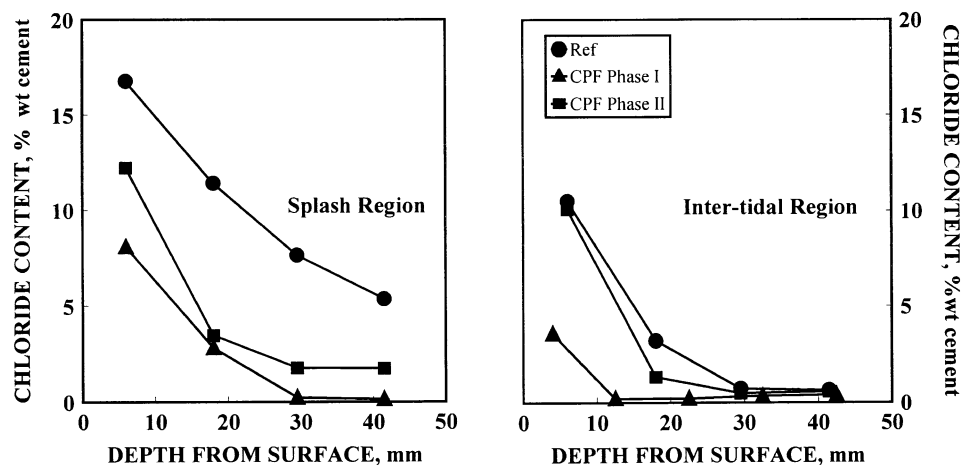 CHLORIDE CONTENT, % wt cement
20
15
10
5
0
0 10 20 30 40 50
Splash Region
DEPTH FROM SURFACE, mm
Ref
CPF Phase I
CPF Phase II
Inter-tidal Region
20
15
10
5
0
0 10 20 30 40 50
DEPTH FROM SURFACE, mm
CHLORIDE CONTENT, %wt cement